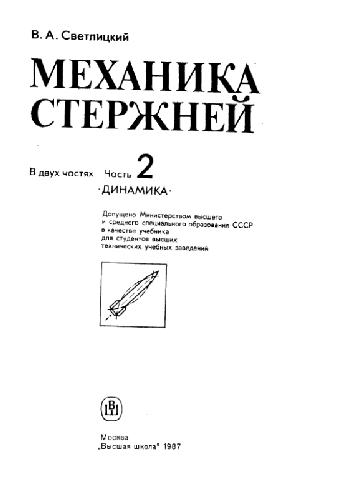 В. А. Светлицкий
МЕХАНИКА
СТЕРЖНЕЙ
В двух частях Часть 2
·ДИНАМИКА·
Допущено Министерством высшего
и среднего специального образования СССР
в качестве учебника
для студентов высших
технических учебных заведений
Москва
„Высшая школа" 1987